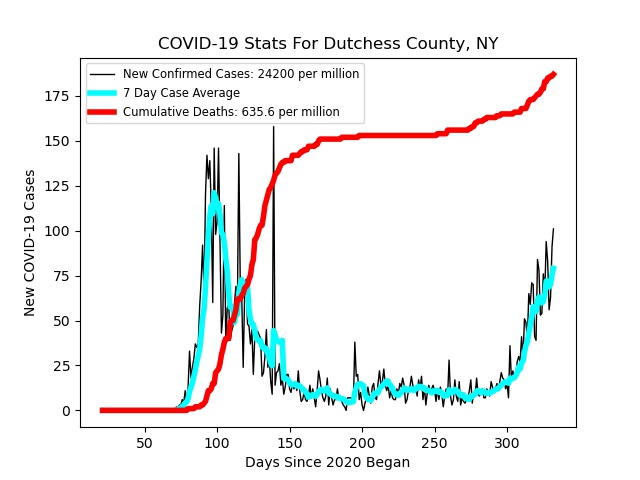 COVID-19 Stats For Dutchess County, NY
New Confirmed Cases: 24200 per million
7 Day Case Average
Cumulative Deaths: 635.6 per million
New COVID-19 Cases
175
150
125
100
75
50
25
0
50 100 150 200 250 300
Days Since 2020 Began